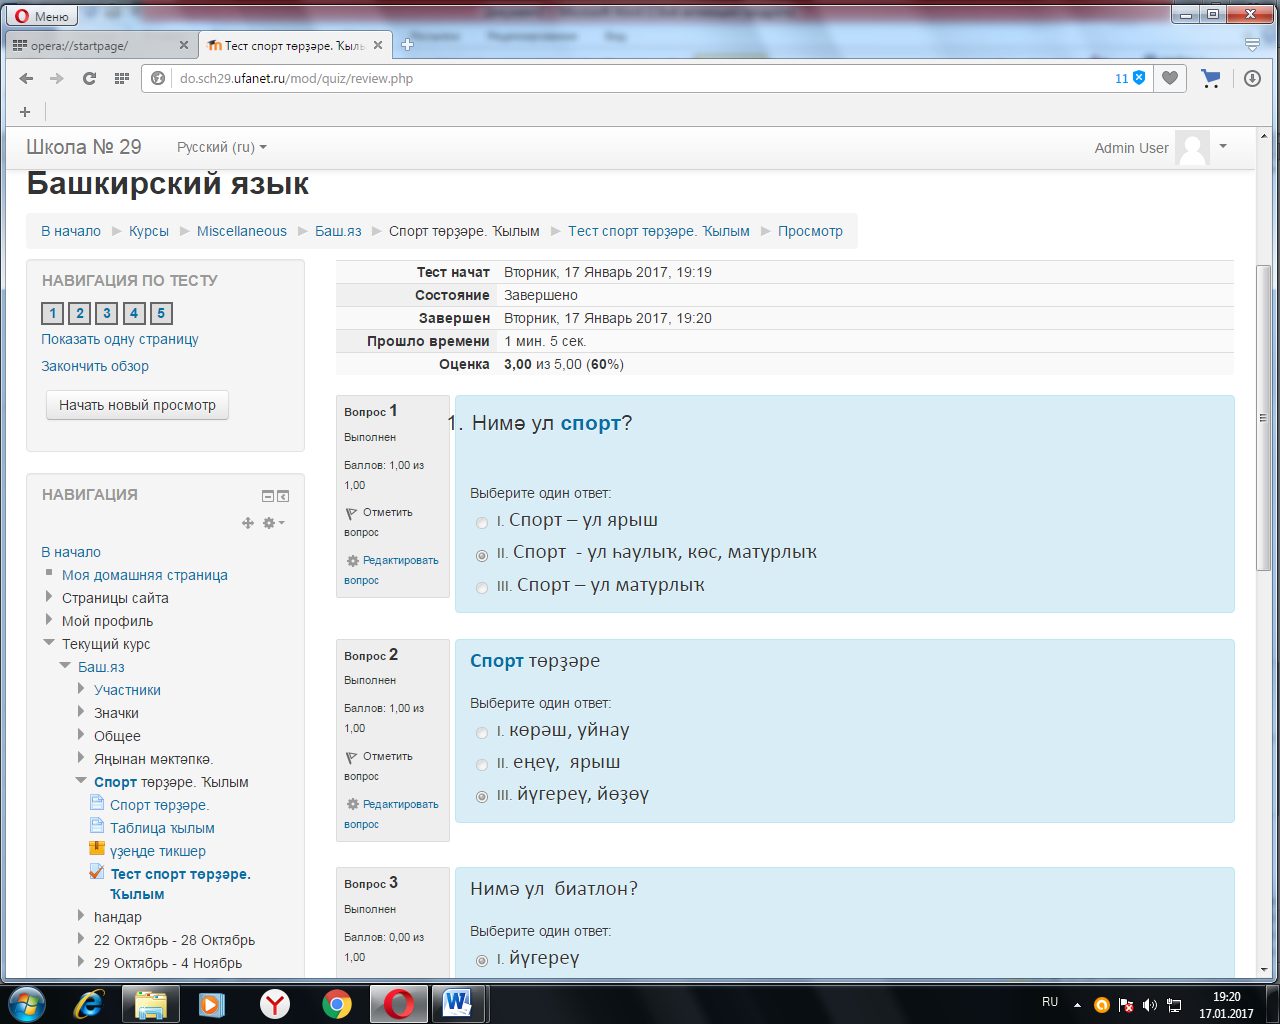 Меню
opera://startpage/
Тест спорт төрҙәре. Ҡылы
do.sch29.ufanet.ru/mod/quiz/review.php
11
Школа № 29
Русский (ru)
Admin User
Башкирский язык
В начало
Курсы
Miscellaneous
Баш.яз
Спорт төрҙәре. Ҡылым
Тест спорт төрҙәре. Ҡылым
Просмотр
НАВИГАЦИЯ ПО ТЕСТУ
1 2 3 4 5
Показать одну страницу
Закончить обзор
Начать новый просмотр
НАВИГАЦИЯ
В начало
Моя домашняя страница
Страницы сайта
Мой профиль
Текущий курс
Баш.яз
Участники
Значки
Общее
Яңынан мәктәпкә.
Спорт төрҙәре. Ҡылым
Спорт төрҙәре.
Таблица ҡылым
үҙеңде тикшер
Тест спорт төрҙәре.
Ҡылым
һандар
22 Октябрь - 28 Октябрь
29 Октябрь - 4 Ноябрь
Тест начат Вторник, 17 Январь 2017, 19:19
Состояние Завершено
Завершен Вторник, 17 Январь 2017, 19:20
Прошло времени 1 мин. 5 сек.
Оценка 3,00 из 5,00 (60%)
Вопрос 1
Выполнен
Баллов: 1,00 из
1,00
Отметить
вопрос
Редактировать
вопрос
1. Нимә ул спорт?
Выберите один ответ:
I. Спорт – ул ярыш
II. Спорт - ул һаулыҡ, көс, матурлыҡ
III. Спорт – ул матурлыҡ
Вопрос 2
Выполнен
Баллов: 1,00 из
1,00
Отметить
вопрос
Редактировать
вопрос
Спорт төрҙәре
Выберите один ответ:
I. көрәш, уйнау
II. еңеү, ярыш
III. йүгереү, йөҙөү
Вопрос 3
Выполнен
Баллов: 0,00 из
1,00
Нимә ул биатлон?
Выберите один ответ:
I. йүгереү
RU
19:20
17.01.2017